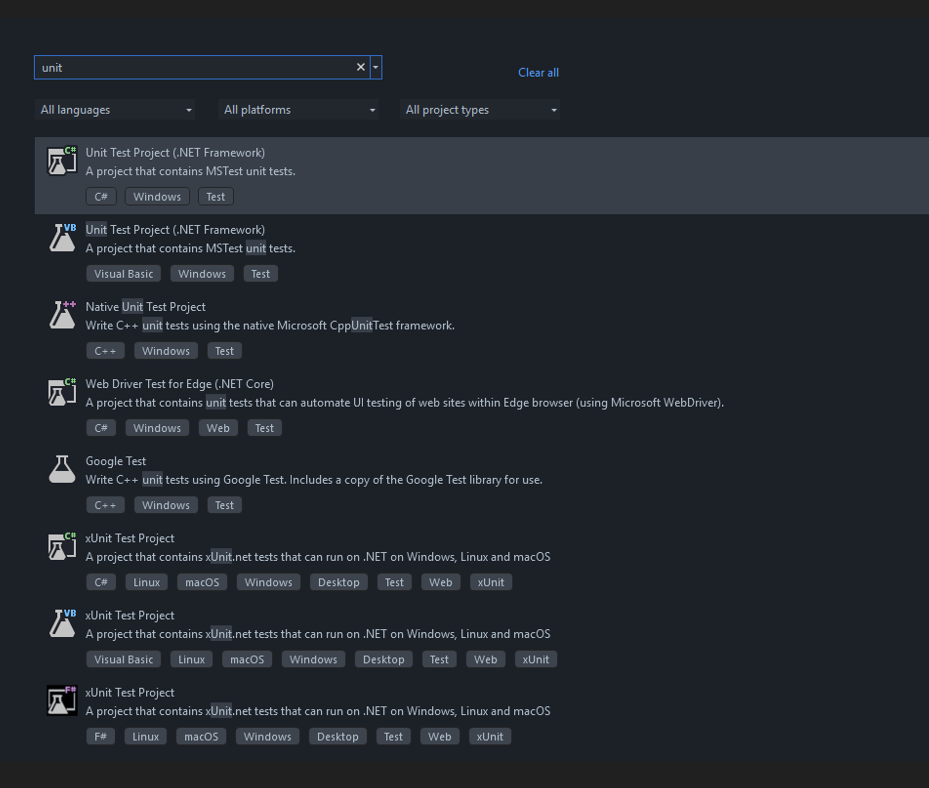 unit
Clear all
All languages All platforms All project types
C#
Unit Test Project (.NET Framework)
A project that contains MSTest unit tests.
C# Windows Test
VB
Unit Test Project (.NET Framework)
A project that contains MSTest unit tests.
Visual Basic Windows Test
++
Native Unit Test Project
Write C++ unit tests using the native Microsoft CppUnitTest framework.
C++ Windows Test
C#
Web Driver Test for Edge (.NET Core)
A project that contains unit tests that can automate UI testing of web sites within Edge browser (using Microsoft WebDriver).
C# Windows Web Test
Google Test
Write C++ unit tests using Google Test. Includes a copy of the Google Test library for use.
C++ Windows Test
C#
xUnit Test Project
A project that contains xUnit.net tests that can run on .NET on Windows, Linux and macOS
C# Linux macOS Windows Desktop Test Web xUnit
VB
xUnit Test Project
A project that contains xUnit.net tests that can run on .NET on Windows, Linux and macOS
Visual Basic Linux macOS Windows Desktop Test Web xUnit
F#
xUnit Test Project
A project that contains xUnit.net tests that can run on .NET on Windows, Linux and macOS
F# Linux macOS Windows Desktop Test Web xUnit